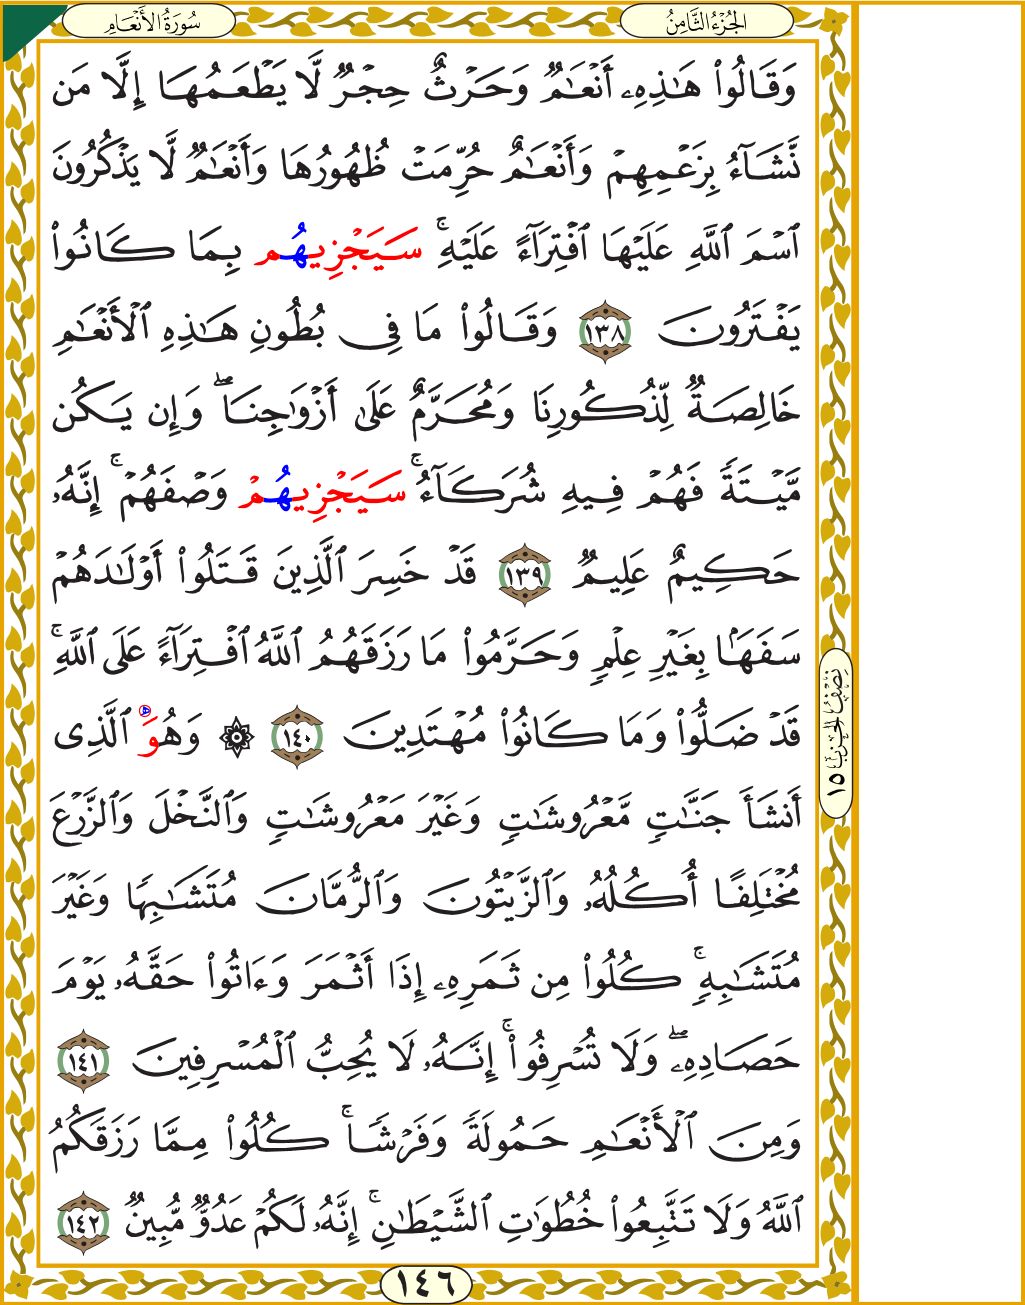 سُورَةُ الأَنْعَامِ
الجُزْءُ الثَّامِنُ
وَقَالُوا۟ هَـٰذِهِۦٓ أَنْعَـٰمٌ وَحَرْثٌ حِجْرٌ لَّا يَطْعَمُهَآ إِلَّا مَن
نَّشَآءُ بِزَعْمِهِمْ وَأَنْعَـٰمٌ حُرِّمَتْ ظُهُورُهَا وَأَنْعَـٰمٌ لَّا يَذْكُرُونَ
ٱسْمَ ٱللَّهِ عَلَيْهَا ٱفْتِرَآءً عَلَيْهِ ۚ سَيَجْزِيهُم بِمَا كَانُوا۟
يَفْتَرُونَ ١٣٨ وَقَالُوا۟ مَا فِى بُطُونِ هَـٰذِهِ ٱلْأَنْعَـٰمِ
خَالِصَةٌ لِّذُكُورِنَا وَمُحَرَّمٌ عَلَىٰٓ أَزْوَٰجِنَا ۖ وَإِن يَكُن
مَّيْتَةً فَهُمْ فِيهِ شُرَكَآءُ ۚ سَيَجْزِيهُمْ وَصْفَهُمْ ۚ إِنَّهُۥ
حَكِيمٌ عَلِيمٌ ١٣٩ قَدْ خَسِرَ ٱلَّذِينَ قَتَلُوٓا۟ أَوْلَـٰدَهُمْ
سَفَهًۢا بِغَيْرِ عِلْمٍ وَحَرَّمُوا۟ مَا رَزَقَهُمُ ٱللَّهُ ٱفْتِرَآءً عَلَى ٱللَّهِ ۚ
قَدْ ضَلُّوا۟ وَمَا كَانُوا۟ مُهْتَدِينَ ١٤٠ ۞ وَهُوَ ٱلَّذِىٓ
أَنشَأَ جَنَّـٰتٍ مَّعْرُوشَـٰتٍ وَغَيْرَ مَعْرُوشَـٰتٍ وَٱلنَّخْلَ وَٱلزَّرْعَ
مُخْتَلِفًا أُكُلُهُۥ وَٱلزَّيْتُونَ وَٱلرُّمَّانَ مُتَشَـٰبِهًا وَغَيْرَ
مُتَشَـٰبِهٍ ۚ كُلُوا۟ مِن ثَمَرِهِۦٓ إِذَآ أَثْمَرَ وَءَاتُوا۟ حَقَّهُۥ يَوْمَ
حَصَادِهِۦ ۖ وَلَا تُسْرِفُوٓا۟ ۚ إِنَّهُۥ لَا يُحِبُّ ٱلْمُسْرِفِينَ ١٤١
وَمِنَ ٱلْأَنْعَـٰمِ حَمُولَةً وَفَرْشًا ۚ كُلُوا۟ مِمَّا رَزَقَكُمُ
ٱللَّهُ وَلَا تَتَّبِعُوا۟ خُطُوَٰتِ ٱلشَّيْطَـٰنِ ۚ إِنَّهُۥ لَكُمْ عَدُوٌّ مُّبِينٌ ١٤٢
نِصْفُ الحِزْبِ ١٥
١٤٦